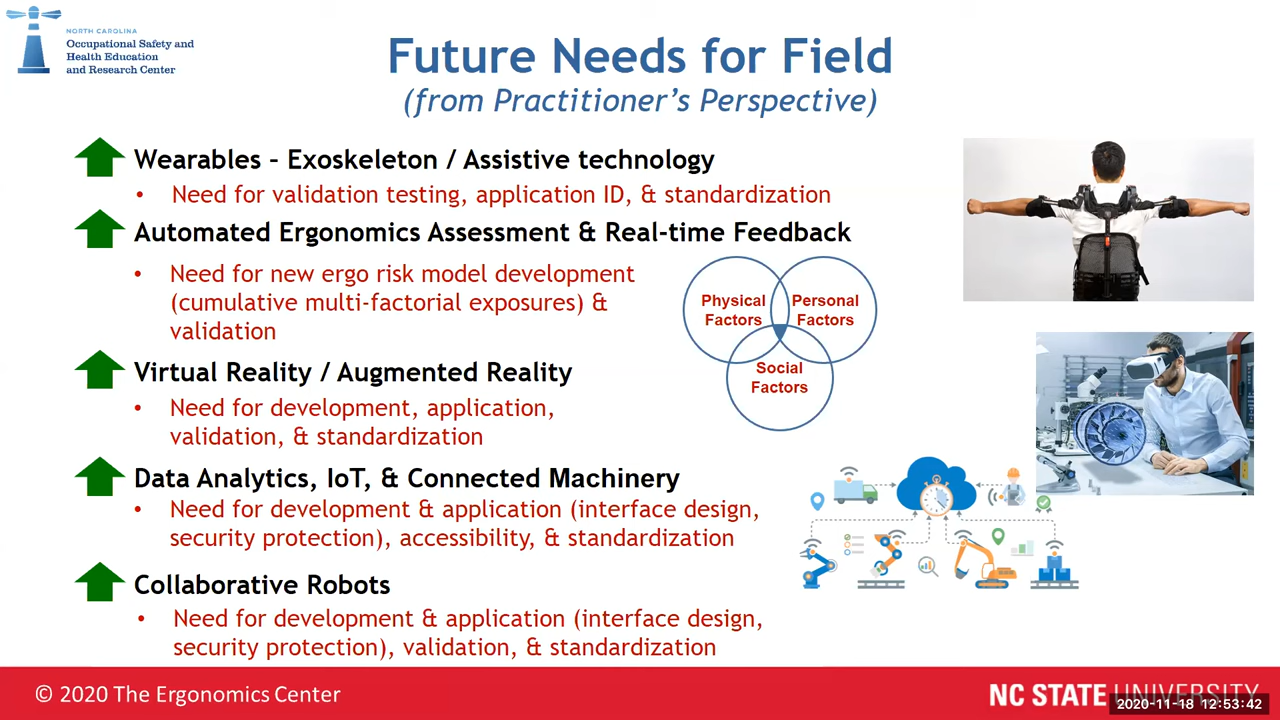 NORTH CAROLINA
Occupational Safety and
Health Education
and Research Center
Future Needs for Field
(from Practitioner's Perspective)
Wearables – Exoskeleton / Assistive technology
• Need for validation testing, application ID, & standardization
Automated Ergonomics Assessment & Real-time Feedback
• Need for new ergo risk model development
(cumulative multi-factorial exposures) &
validation
Physical
Factors
Personal
Factors
Social
Factors
Virtual Reality / Augmented Reality
• Need for development, application,
validation, & standardization
Data Analytics, IoT, & Connected Machinery
• Need for development & application (interface design,
security protection), accessibility, & standardization
Collaborative Robots
• Need for development & application (interface design,
security protection), validation, & standardization
© 2020 The Ergonomics Center
NC STATE UNIVERSITY
2020-11-18 12:53:42